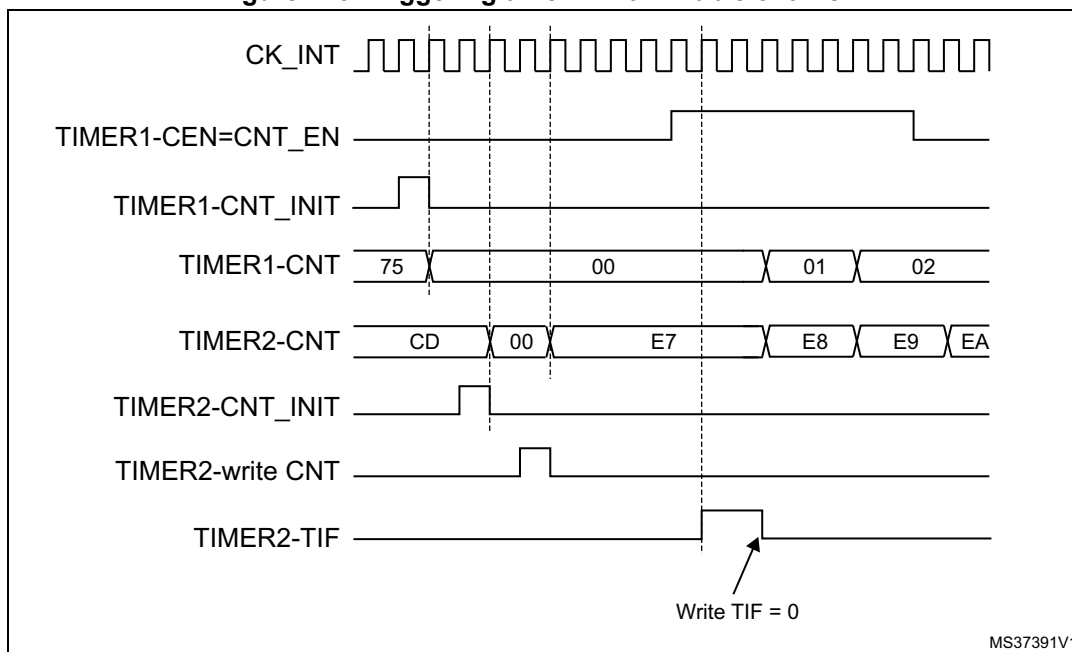 CK_INT
TIMER1-CEN=CNT_EN
TIMER1-CNT_INIT
TIMER1-CNT 75 00 01 02
TIMER2-CNT CD 00 E7 E8 E9 EA
TIMER2-CNT_INIT
TIMER2-write CNT
TIMER2-TIF
Write TIF = 0
MS37391V1